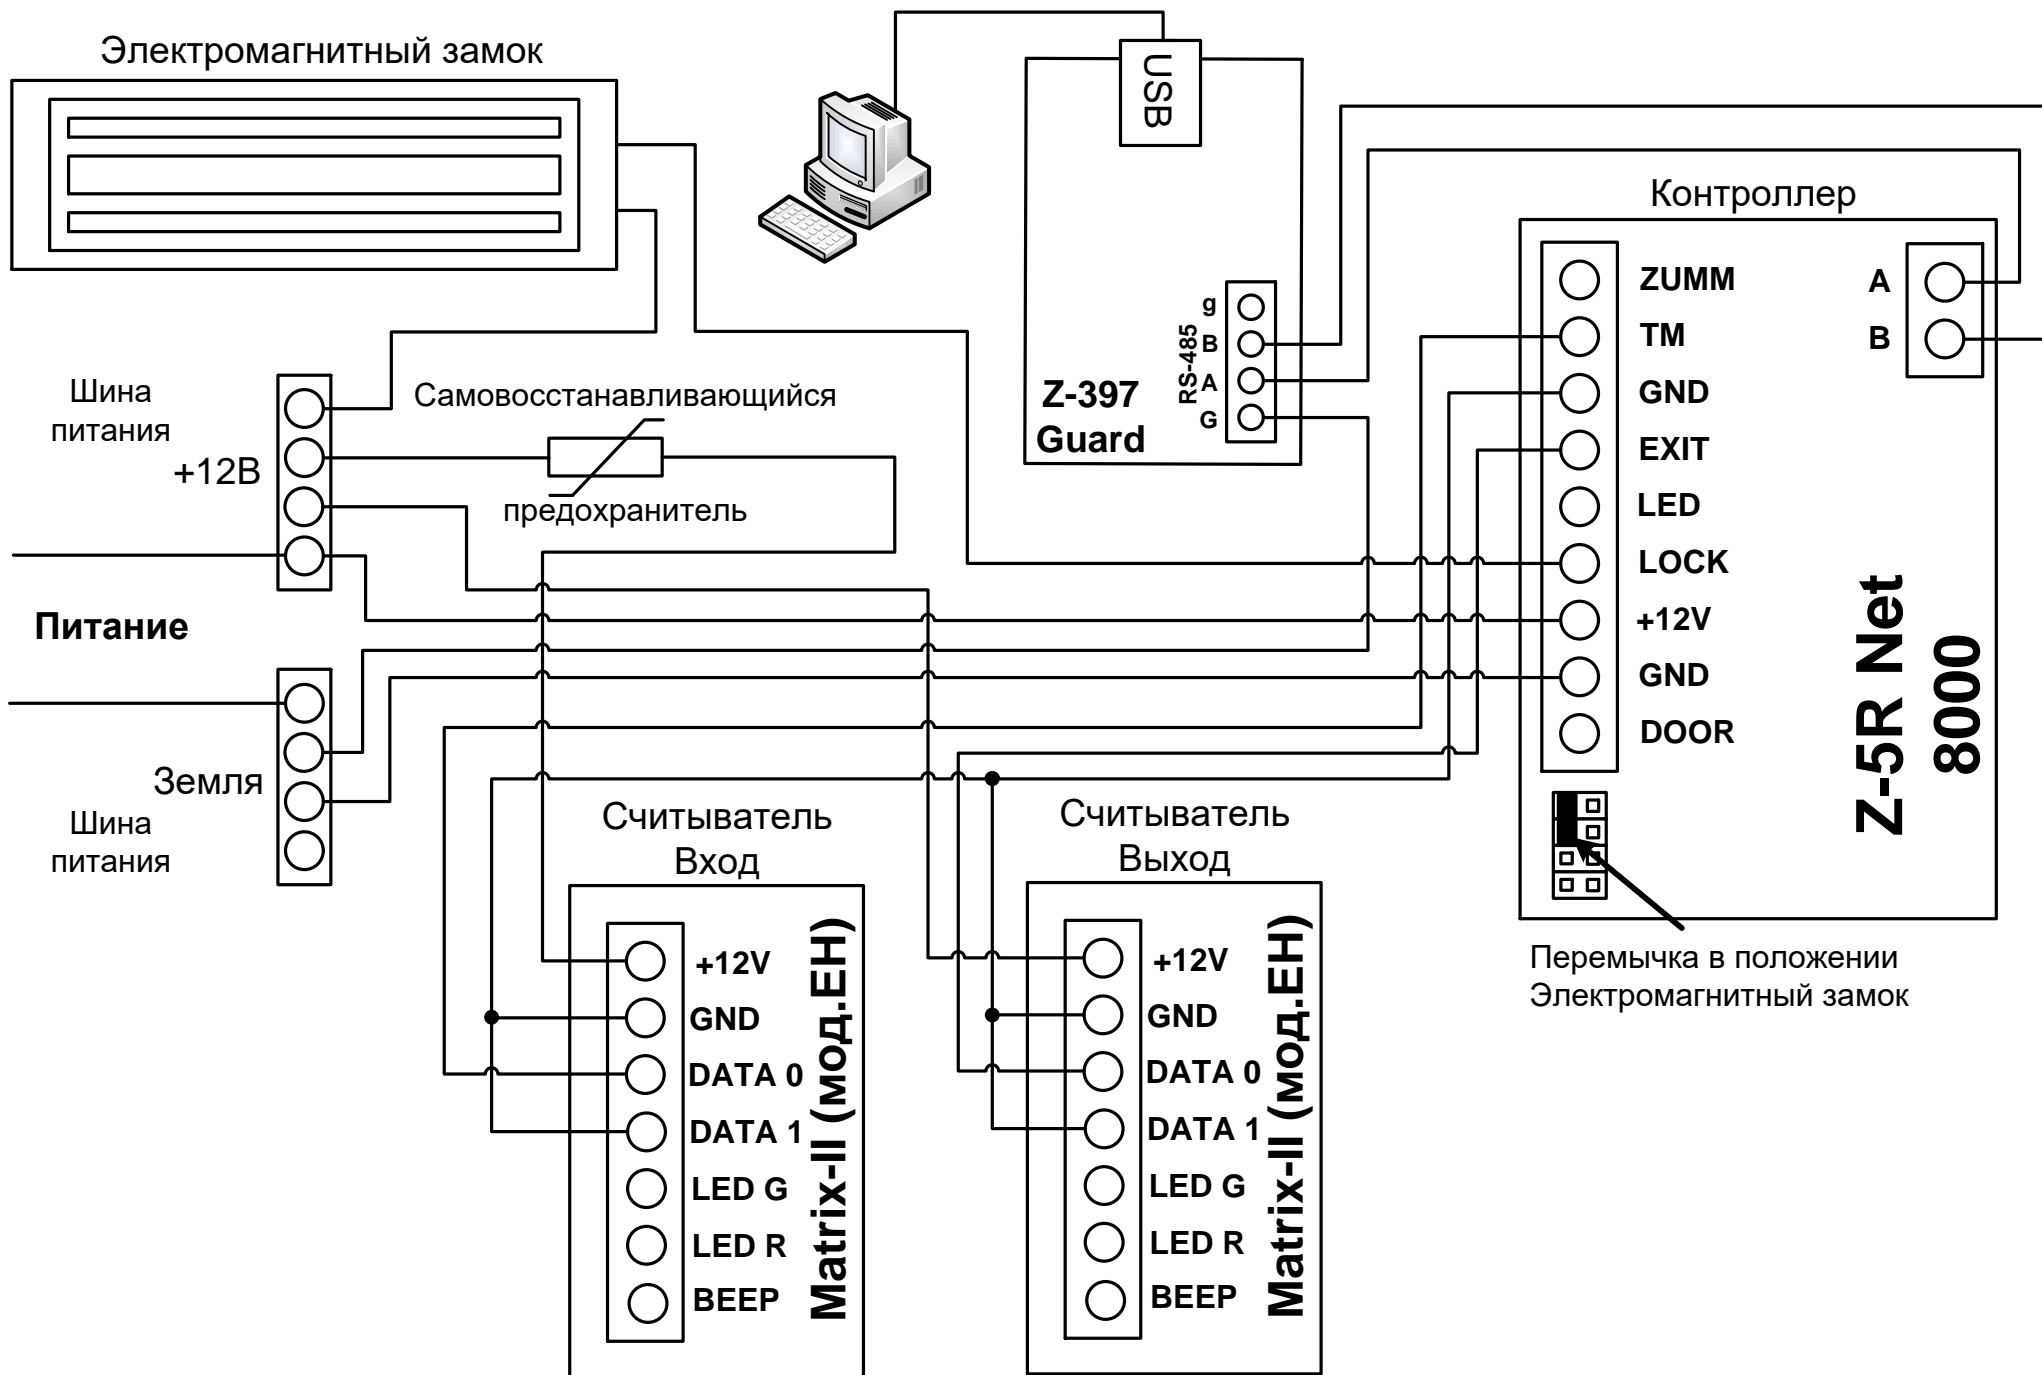 Электромагнитный замок
USB
Z-397
Guard
RS-485
g
B
A
G
Контроллер
ZUMM
TM
GND
EXIT
LED
LOCK
+12V
GND
DOOR
A
B
Z-5R Net
8000
Перемычка в положении
Электромагнитный замок
Шина
питания
+12В
Самовосстанавливающийся
предохранитель
Питание
Земля
Шина
питания
Считыватель
Вход
+12V
GND
DATA 0
DATA 1
LED G
LED R
BEEP
Matrix-II (мод.EH)
Считыватель
Выход
+12V
GND
DATA 0
DATA 1
LED G
LED R
BEEP
Matrix-II (мод.EH)